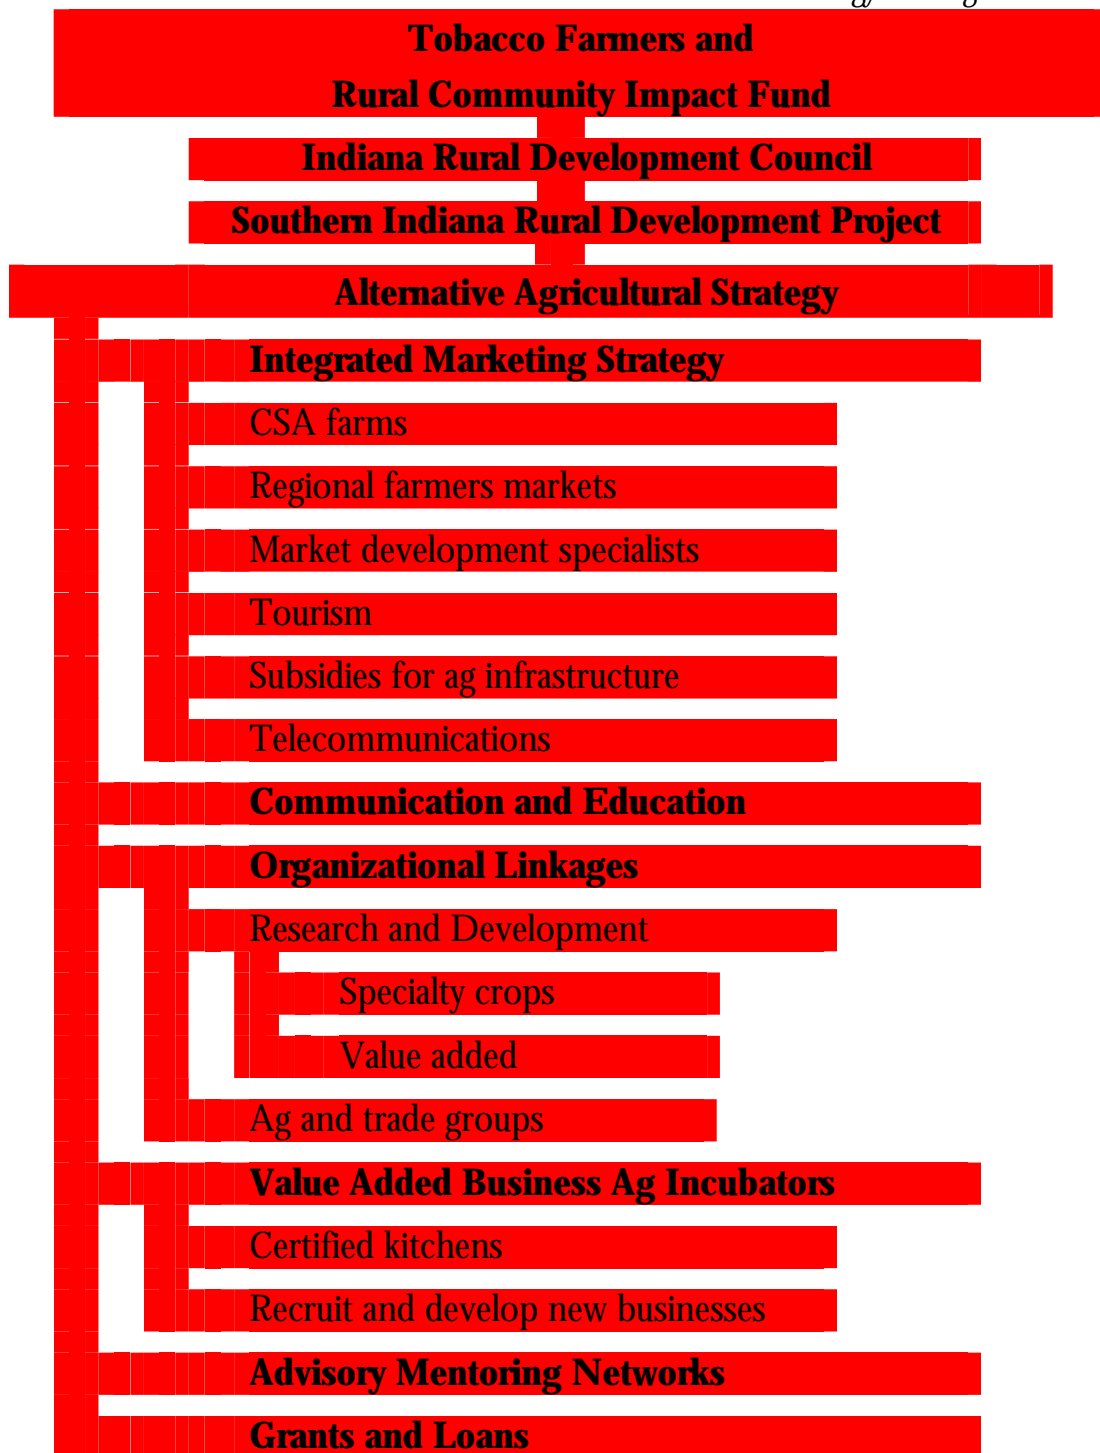 Tobacco Farmers and
Rural Community Impact Fund
Indiana Rural Development Council
Southern Indiana Rural Development Project
Alternative Agricultural Strategy
Integrated Marketing Strategy
CSA farms
Regional farmers markets
Market development specialists
Tourism
Subsidies for ag infrastructure
Telecommunications
Communication and Education
Organizational Linkages
Research and Development
Specialty crops
Value added
Ag and trade groups
Value Added Business Ag Incubators
Certified kitchens
Recruit and develop new businesses
Advisory Mentoring Networks
Grants and Loans